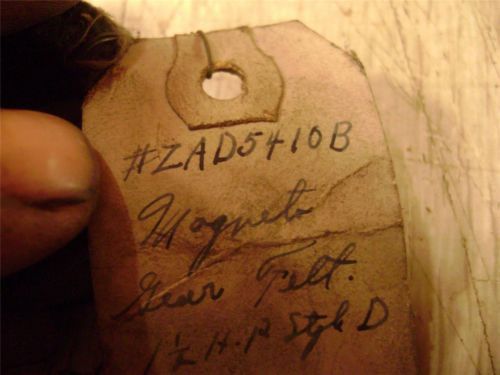 #ZAD5410B
Magneto
Gear Felt.
1½ H.P. Style D